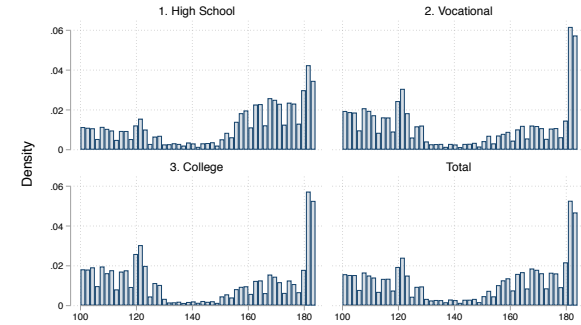 1. High School
2. Vocational
.06
.04
.02
0
Density
3. College
Total
.06
.04
.02
0
100 120 140 160 180
100 120 140 160 180